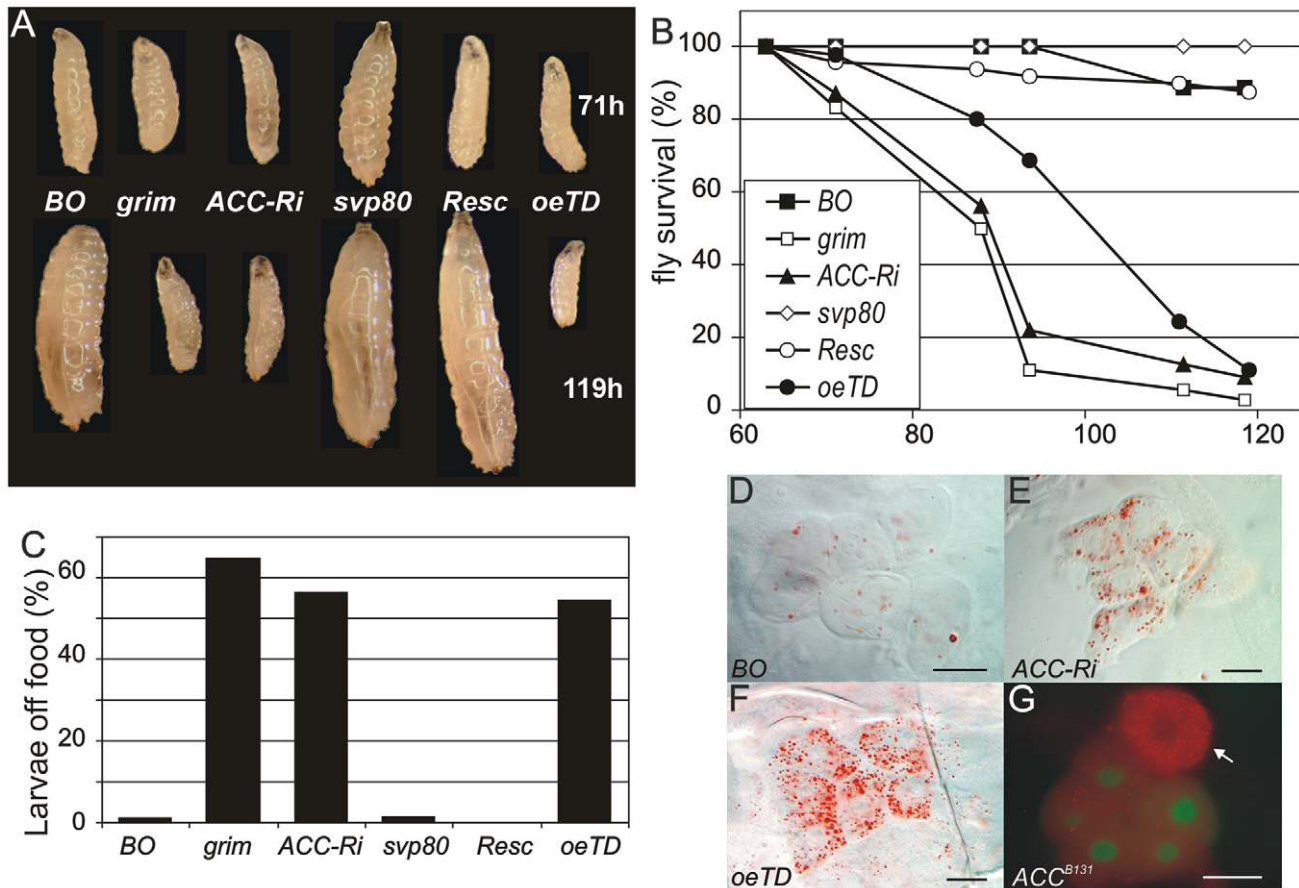 A
71h
BO grim ACC-Ri svp80 Resc oeTD
119h
B
fly survival (%)
100
80
60
40
20
0
BO
grim
ACC-Ri
svp80
Resc
oeTD
60 80 100 120
C
Larvae off food (%)
60
40
20
0
BO grim ACC-Ri svp80 Resc oeTD
D
BO
E
ACC-Ri
F
oeTD
G
ACC^B131